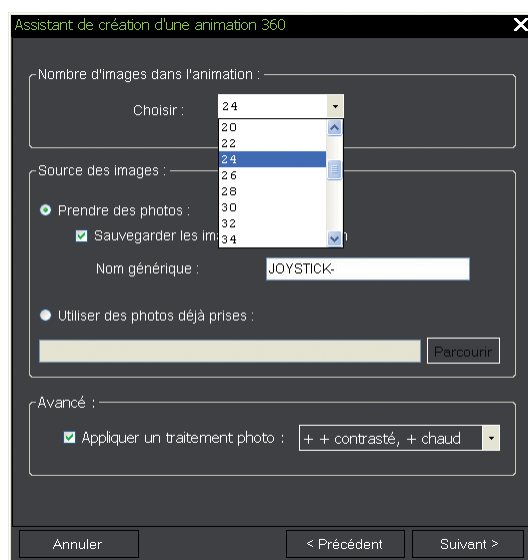 Assistant de création d'une animation 360
Nombre d'images dans l'animation :
Choisir : 24
20
22
24
26
28
30
32
34
Source des images :
Prendre des photos :
Sauvegarder les im n
Nom générique : JOYSTICK-
Utiliser des photos déjà prises :
Parcourir
Avancé :
Appliquer un traitement photo : + + contrasté, + chaud
Annuler < Précédent Suivant >